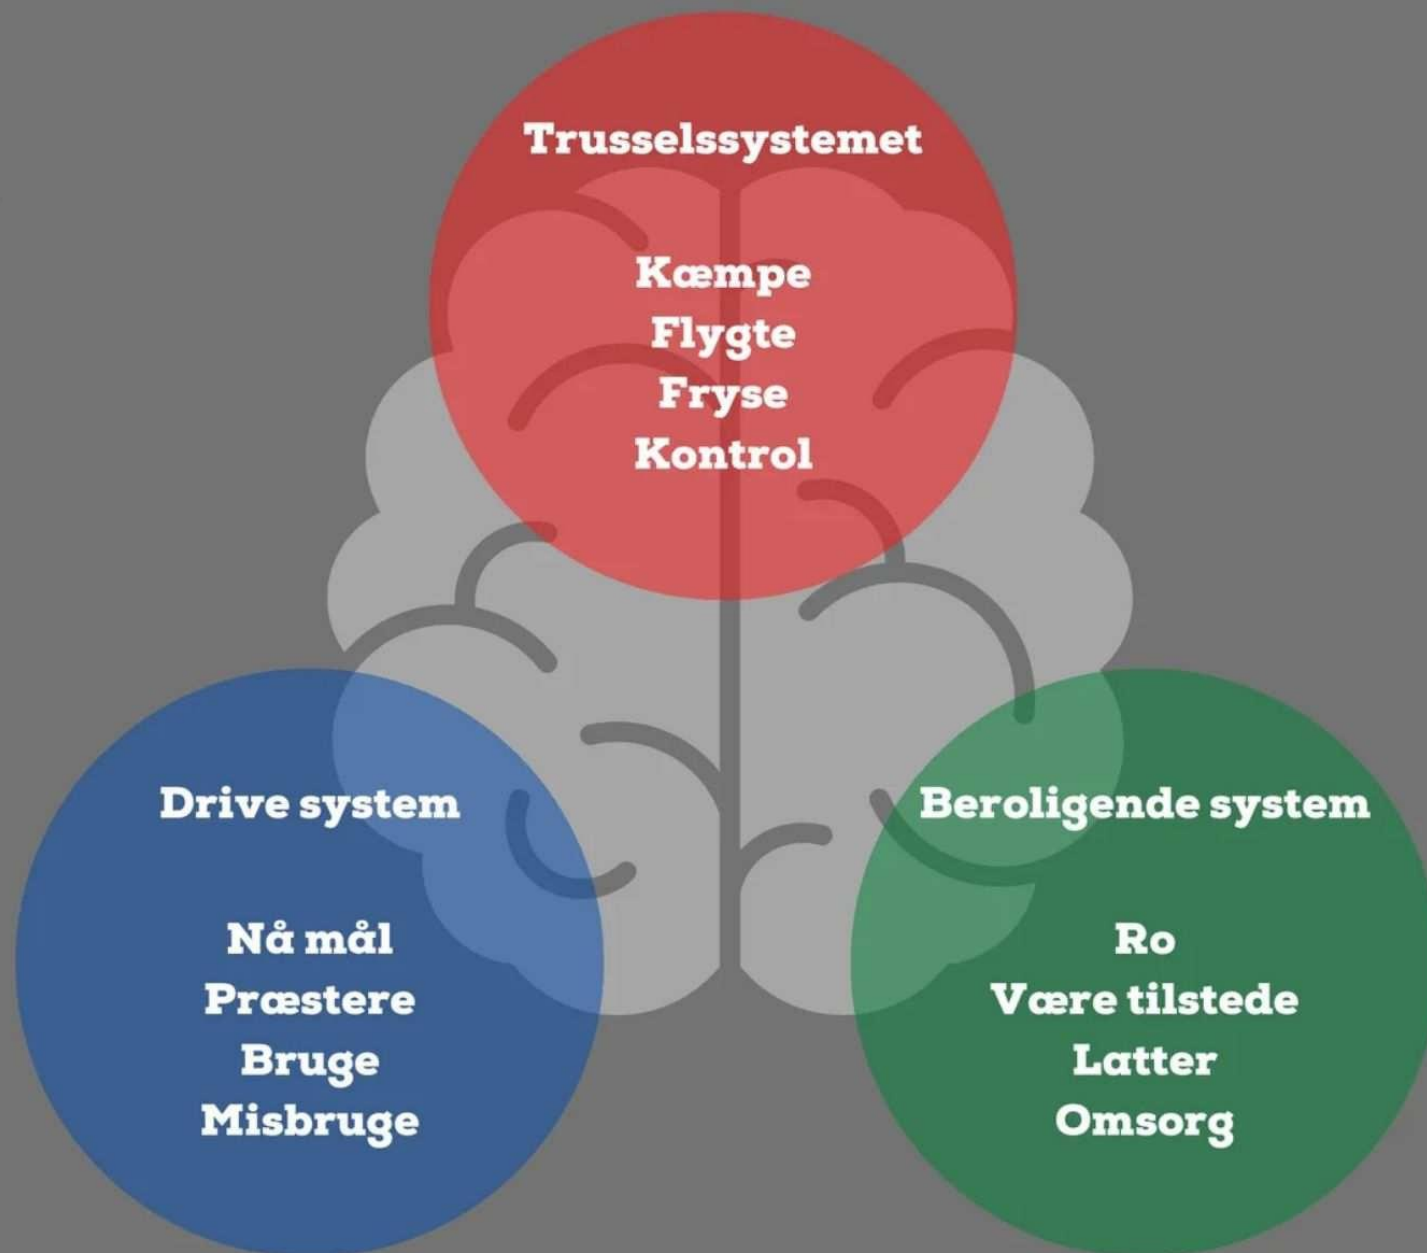 Trusselssystemet
Kæmpe
Flygte
Fryse
Kontrol
Drive system
Nå mål
Præstere
Bruge
Misbruge
Beroligende system
Ro
Være tilstede
Latter
Omsorg